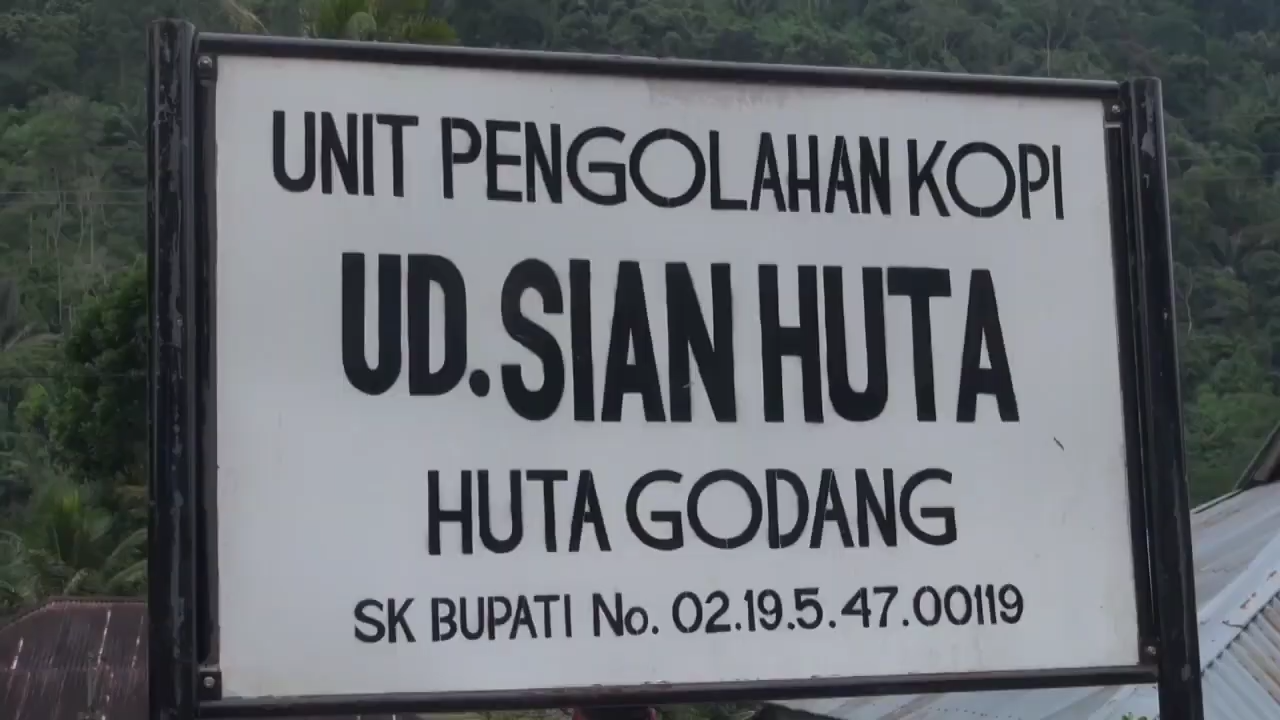 UNIT PENGOLAHAN KOPI
UD. SIAN HUTA
HUTA GODANG
SK BUPATI No. 02.19.5.47.00119